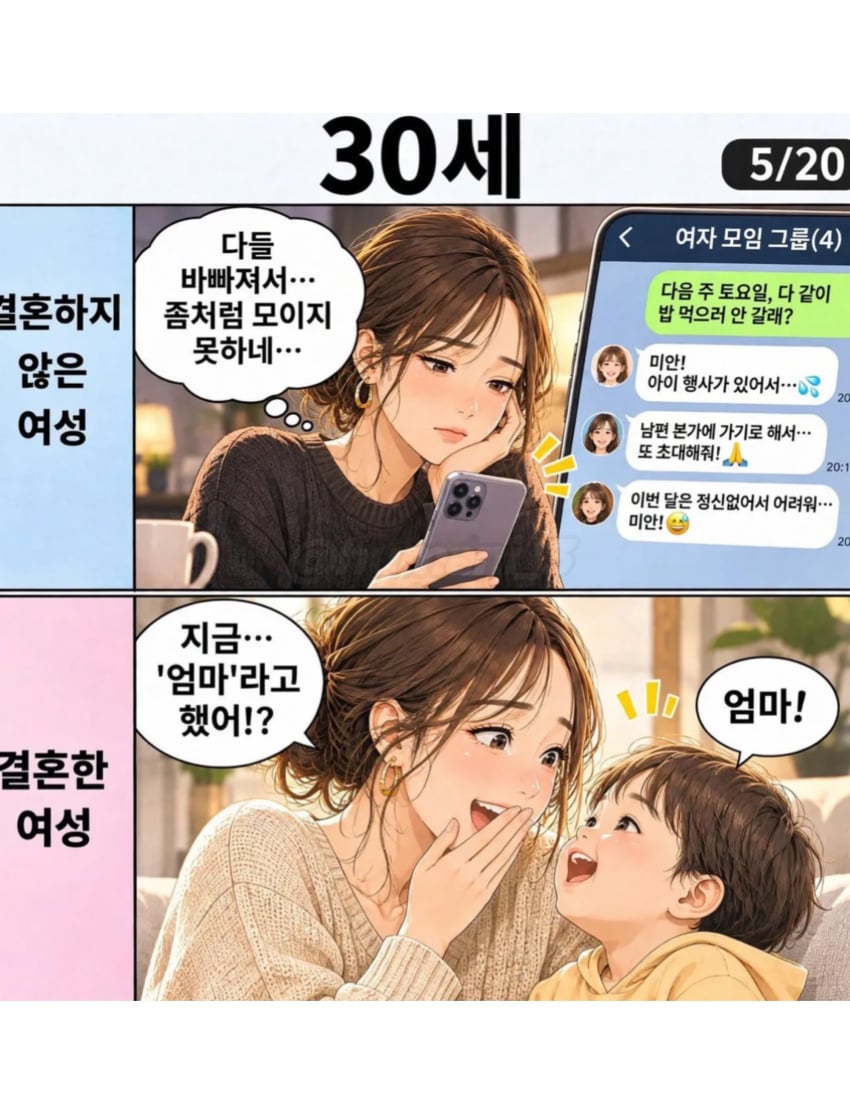 30세
5/20
결혼하지
않은
여성
다들
바빠져서…
좀처럼 모이지
못하네…
여자 모임 그룹(4)
다음 주 토요일, 다 같이
밥 먹으러 안 갈래?
미안!
아이 행사가 있어서…💦
20
남편 본가에 가기로 해서…
또 초대해줘!🙏
20:1
이번 달은 정신없어서 어려워…
미안!😅
20
결혼한
여성
지금…
'엄마'라고
했어!?
엄마!